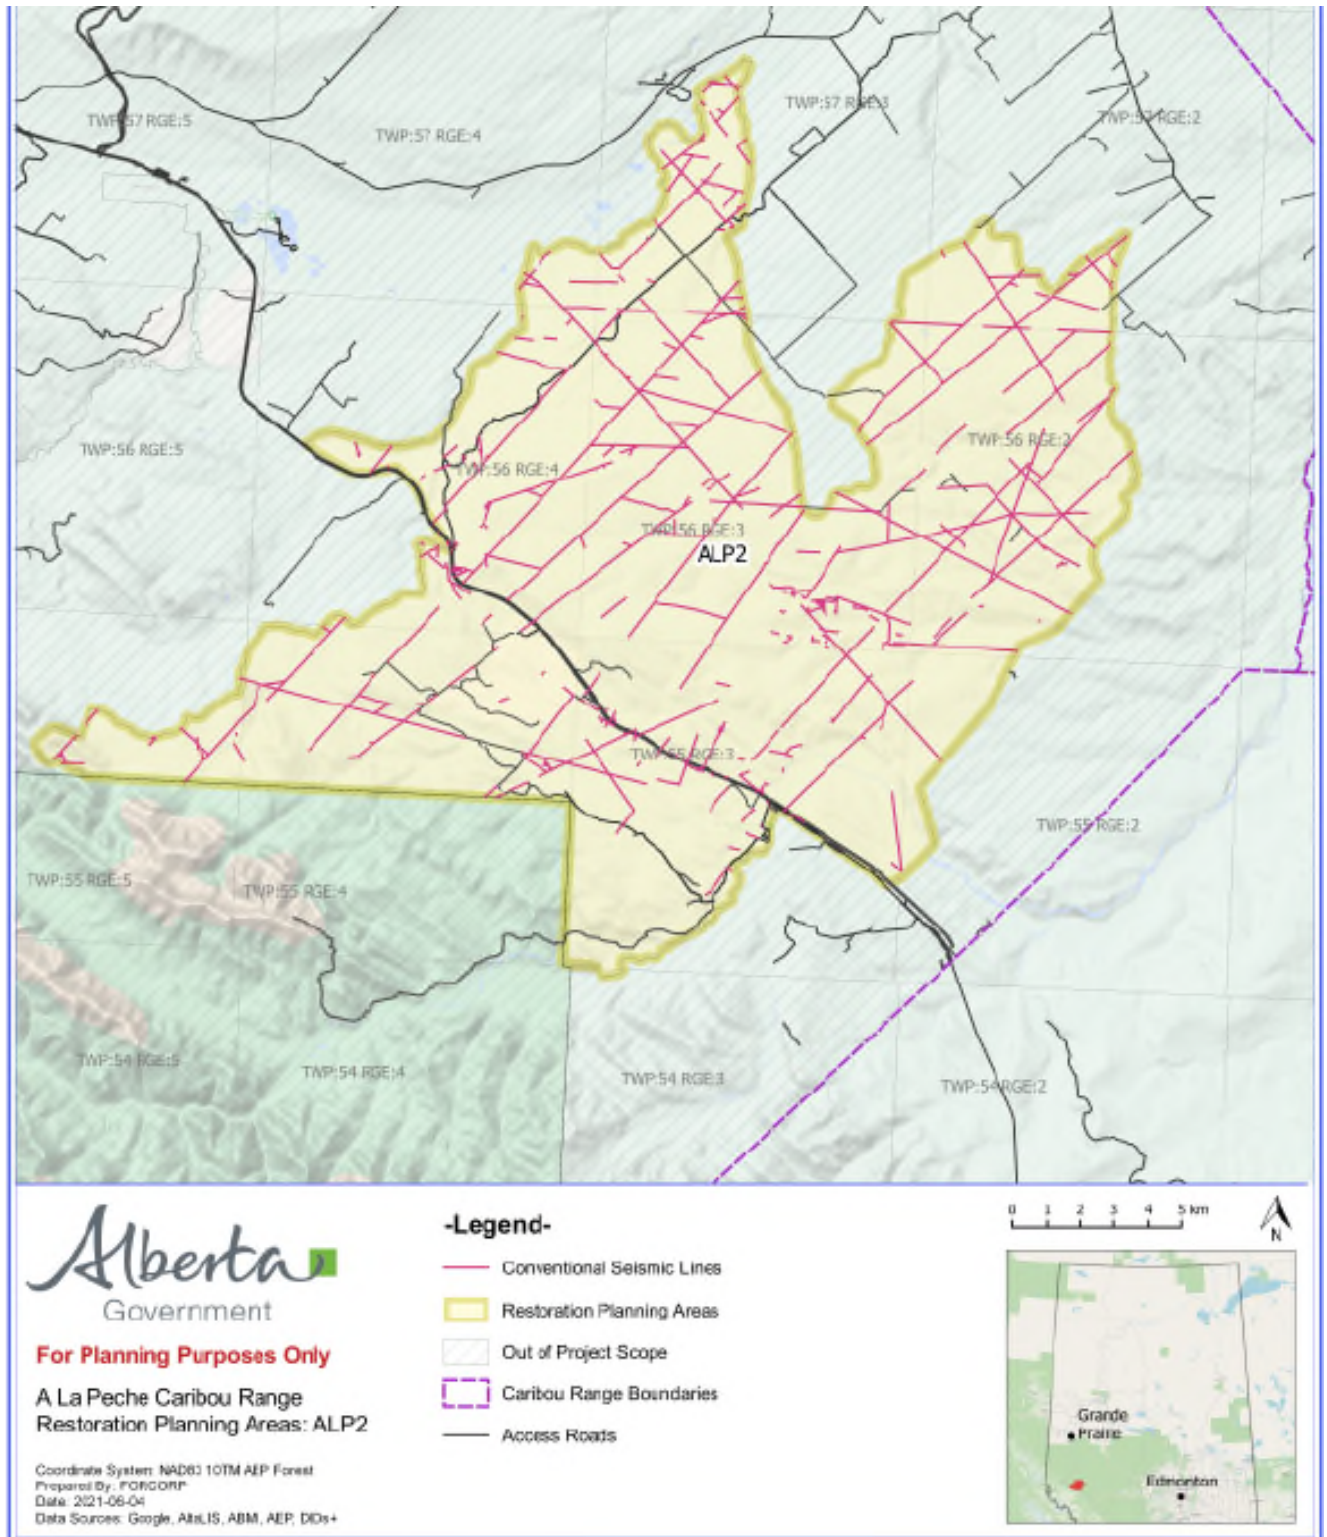 TWP:57 RGE:3
TWP:57 RGE:2
TWP:57 RGE:5
TWP:57 RGE:4
TWP:56 RGE:2
TWP:56 RGE:5
TWP:56 RGE:4
TWP:56 RGE:3
ALP2
TWP:55 RGE:3
TWP:55 RGE:2
TWP:55 RGE:5
TWP:55 RGE:4
TWP:54 RGE:5
TWP:54 RGE:4
TWP:54 RGE:3
TWP:54 RGE:2
Alberta
Government
For Planning Purposes Only
A La Peche Caribou Range
Restoration Planning Areas: ALP2
Coordinate System: NAD83 10TM AEP Forest
Prepared By: FORCORP
Date: 2021-06-04
Data Sources: Google, AltaLIS, ABMI, AEP, DIDs+
-Legend-
Conventional Seismic Lines
Restoration Planning Areas
Out of Project Scope
Caribou Range Boundaries
Access Roads
0 1 2 3 4 5 km
N
Grande
Prairie
Edmonton